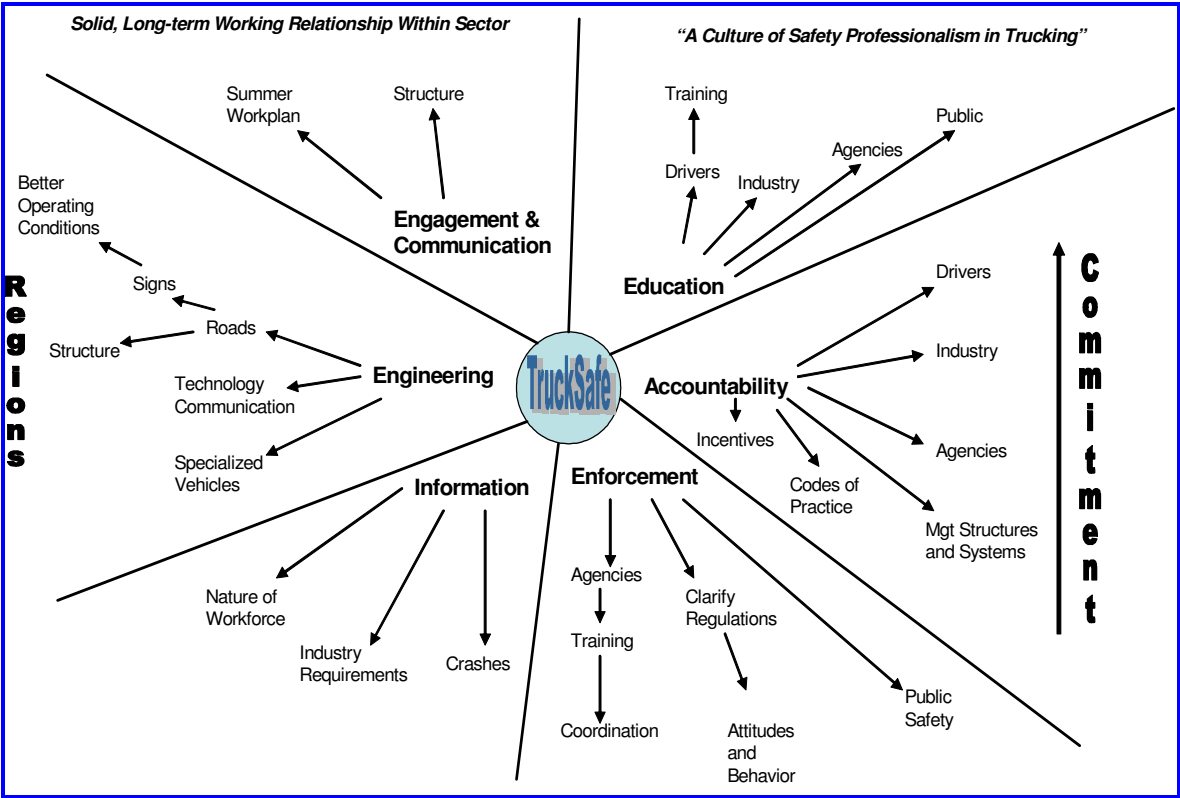 Solid, Long-term Working Relationship Within Sector
“A Culture of Safety Professionalism in Trucking”
Summer
Workplan
Structure
Engagement &
Communication
Training
Drivers
Industry
Agencies
Public
Education
Better
Operating
Conditions
Signs
Roads
Structure
Technology
Communication
Specialized
Vehicles
Engineering
Regions
TruckSafe
Accountability
Drivers
Industry
Agencies
Mgt Structures
and Systems
Codes of
Practice
Incentives
Commitment
Information
Nature of
Workforce
Industry
Requirements
Crashes
Enforcement
Agencies
Training
Coordination
Clarify
Regulations
Attitudes
and
Behavior
Public
Safety